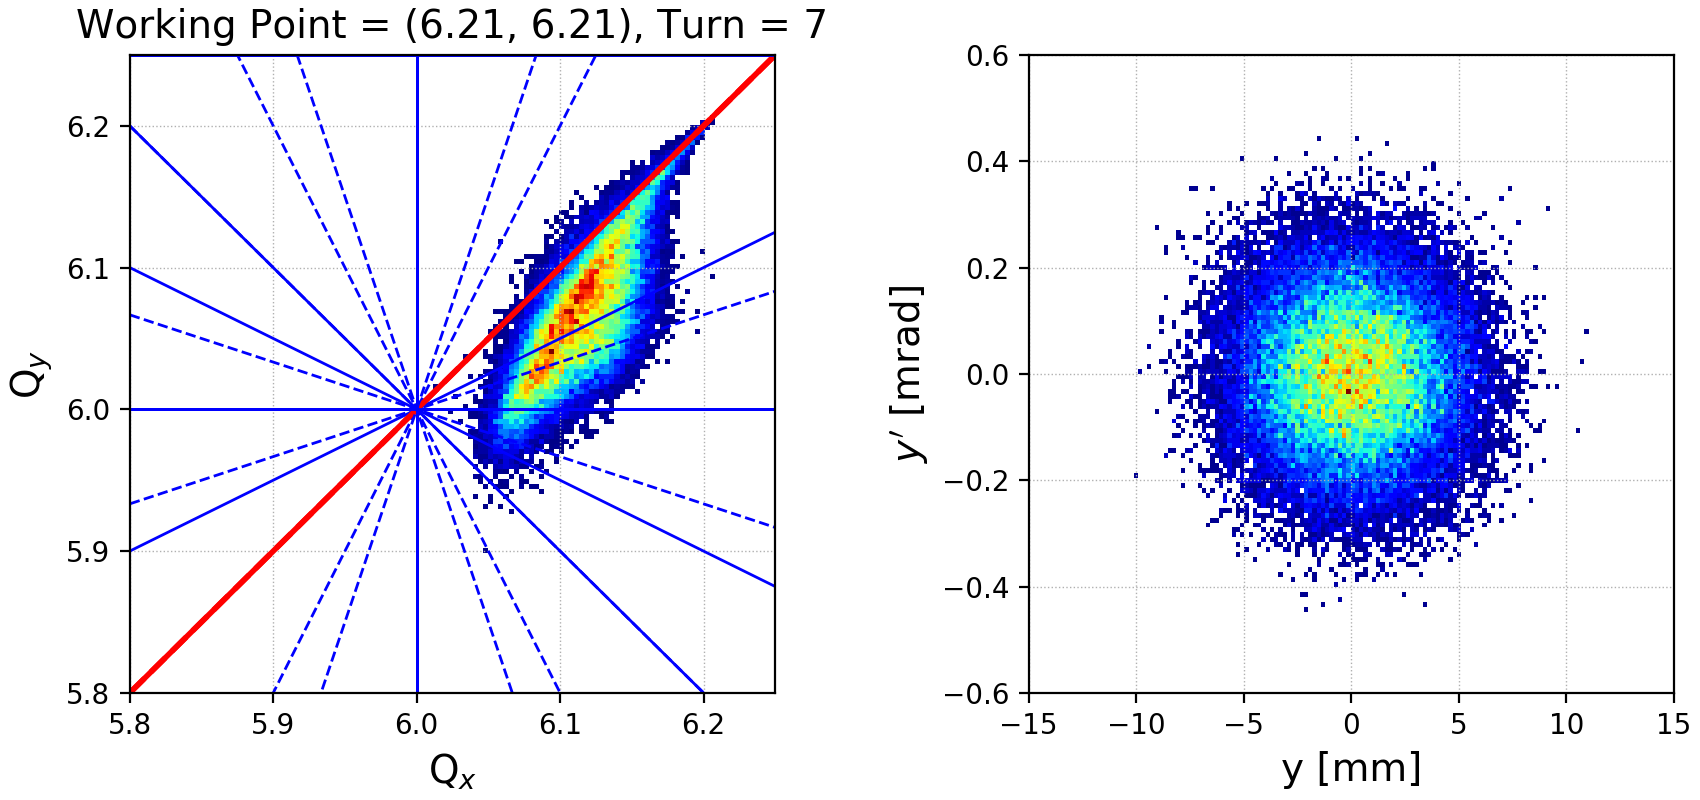 Working Point = (6.21, 6.21), Turn = 7
6.2
6.1
6.0
5.9
5.8
Q_y
5.8 5.9 6.0 6.1 6.2
Q_x
0.6
0.4
0.2
0.0
−0.2
−0.4
−0.6
y′ [mrad]
−15 −10 −5 0 5 10 15
y [mm]